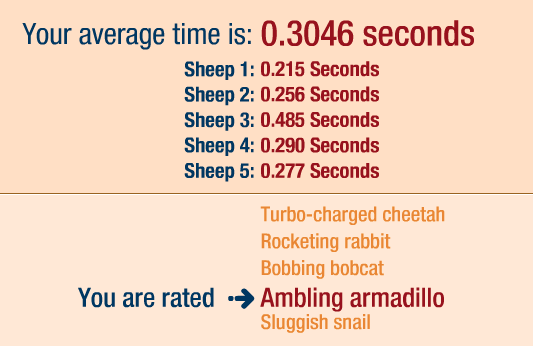 Your average time is: 0.3046 seconds
Sheep 1: 0.215 Seconds
Sheep 2: 0.256 Seconds
Sheep 3: 0.485 Seconds
Sheep 4: 0.290 Seconds
Sheep 5: 0.277 Seconds
Turbo-charged cheetah
Rocketing rabbit
Bobbing bobcat
You are rated Ambling armadillo
Sluggish snail